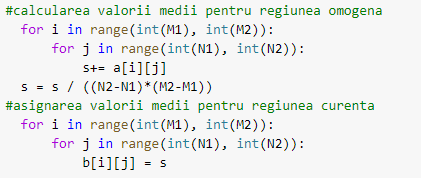 #calcularea valorii medii pentru regiunea omogena
for i in range(int(M1), int(M2)):
for j in range(int(N1), int(N2)):
s+= a[i][j]
s = s / ((N2-N1)*(M2-M1))
#asignarea valorii medii pentru regiunea curenta
for i in range(int(M1), int(M2)):
for j in range(int(N1), int(N2)):
b[i][j] = s